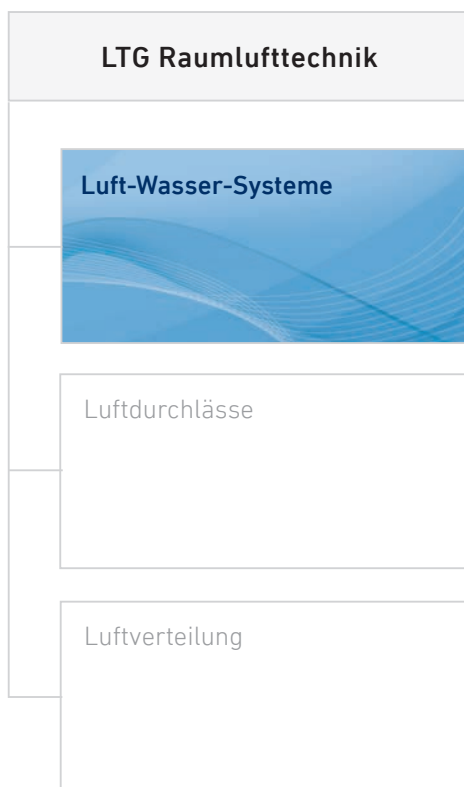 LTG Raumlufttechnik
Luft-Wasser-Systeme
Luftdurchlässe
Luftverteilung